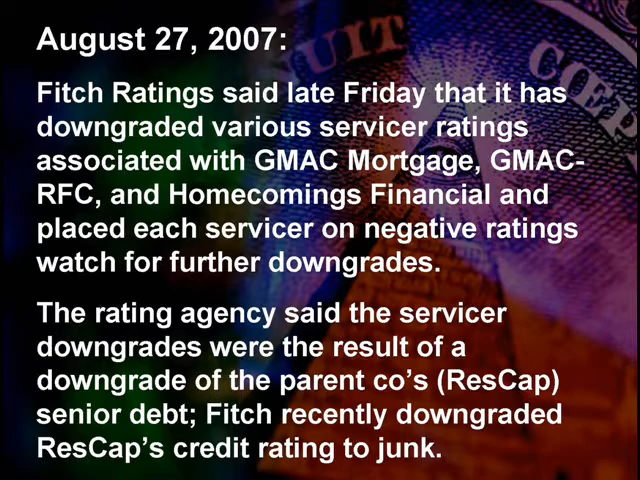 August 27, 2007:
Fitch Ratings said late Friday that it has
downgraded various servicer ratings
associated with GMAC Mortgage, GMAC-
RFC, and Homecomings Financial and
placed each servicer on negative ratings
watch for further downgrades.
The rating agency said the servicer
downgrades were the result of a
downgrade of the parent co's (ResCap)
senior debt; Fitch recently downgraded
ResCap's credit rating to junk.